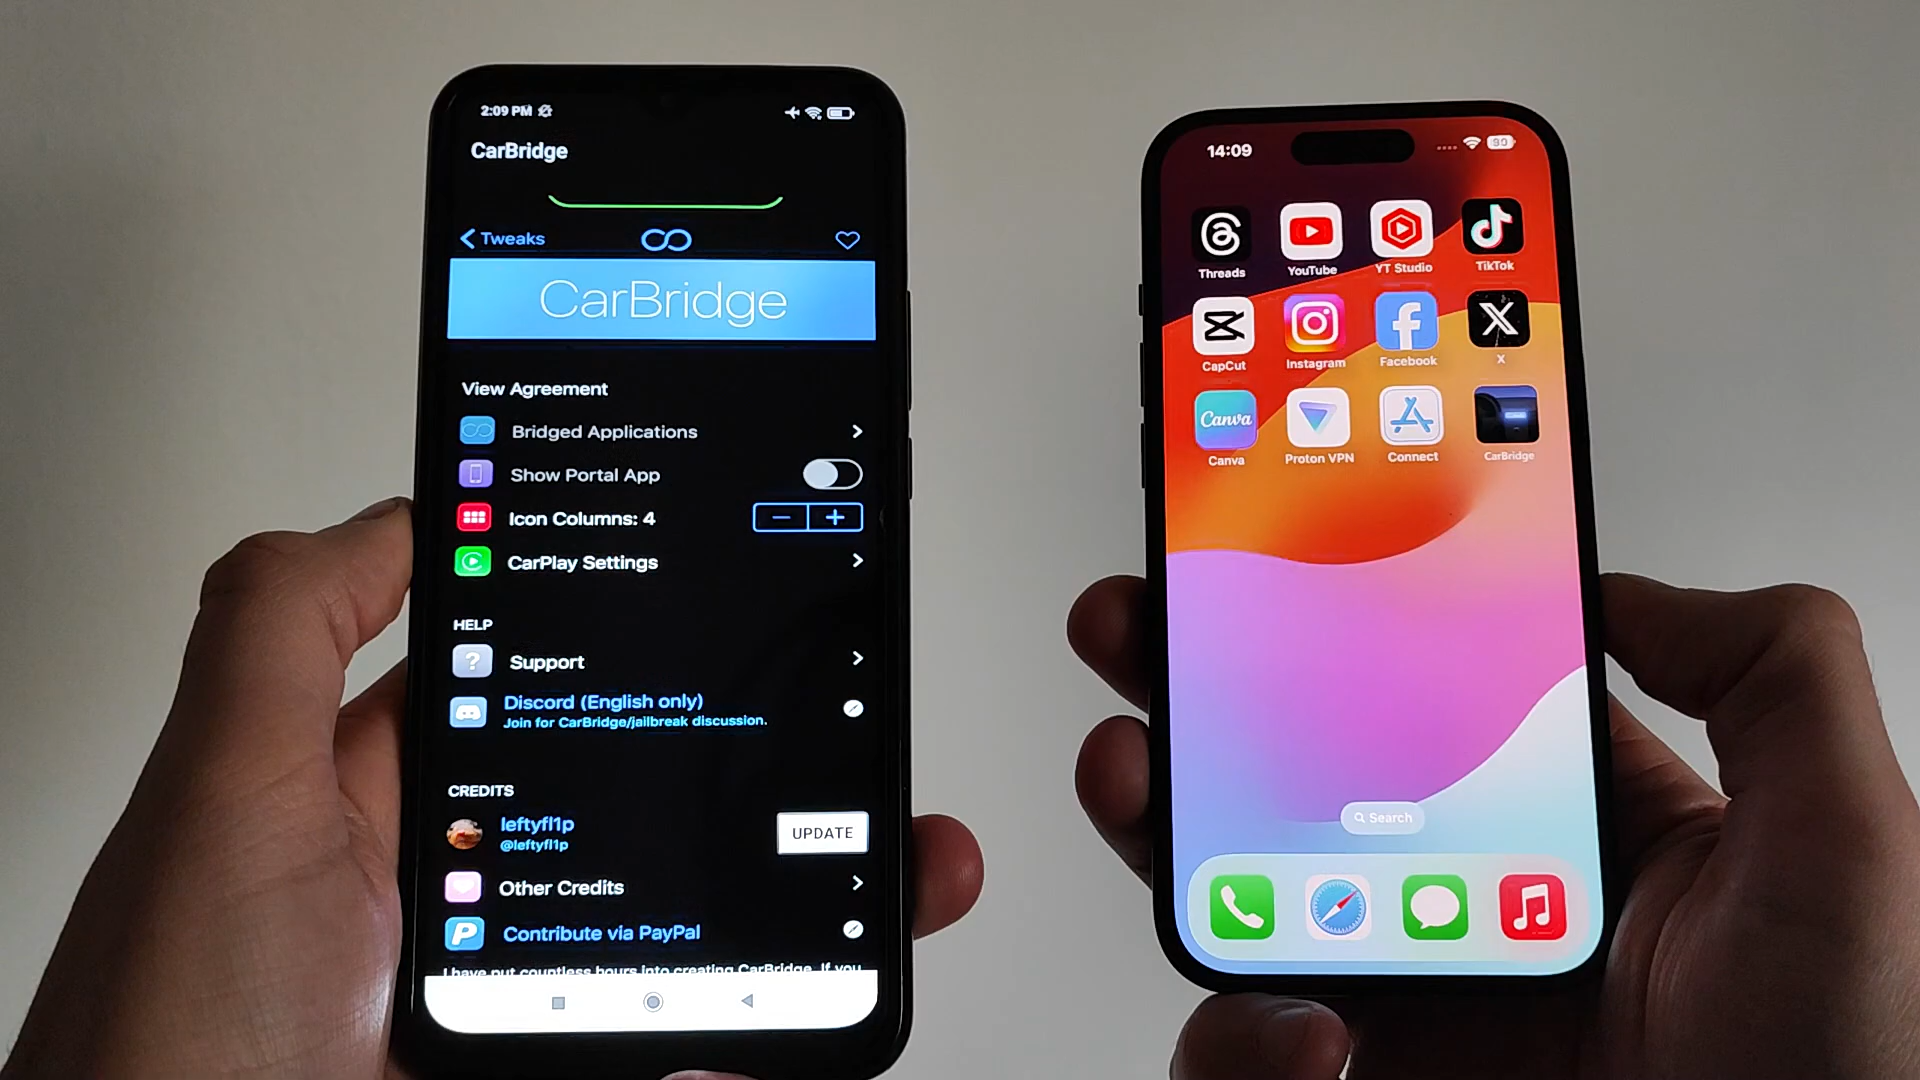 2:09 PM
CarBridge
Tweaks
CarBridge
View Agreement
Bridged Applications
Show Portal App
Icon Columns: 4
CarPlay Settings
HELP
Support
Discord (English only)
Join for CarBridge/jailbreak discussion.
CREDITS
leftyfl1p
@leftyfl1p
UPDATE
Other Credits
Contribute via PayPal
I have put countless hours into creating CarBridge. If you
14:09
90
Threads
YouTube
YT Studio
TikTok
CapCut
Instagram
Facebook
X
Canva
Canva
Proton VPN
Connect
CarBridge
Search